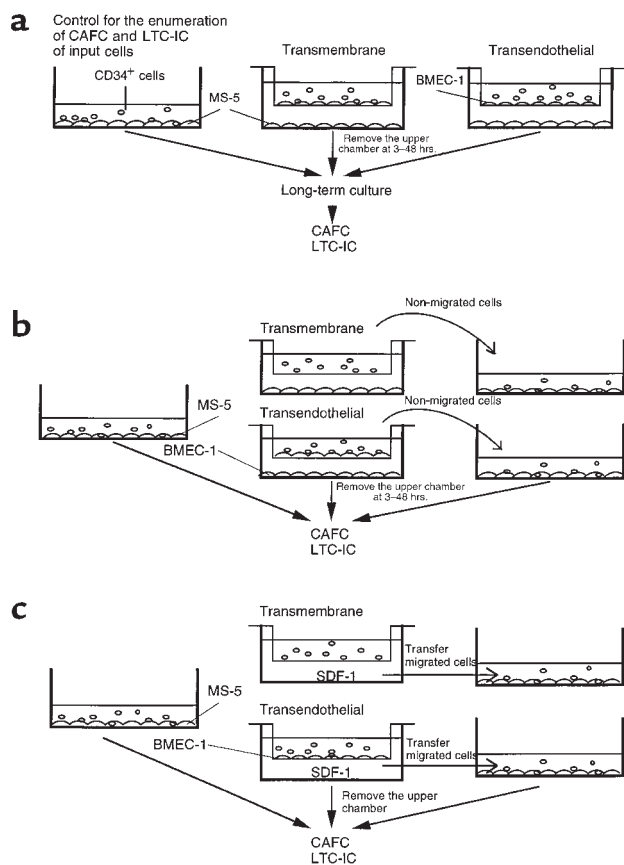 a
Control for the enumeration
of CAFC and LTC-IC
of input cells
Transmembrane
Transendothelial
CD34+ cells
MS-5
BMEC-1
Remove the upper
chamber at 3–48 hrs.
Long-term culture
CAFC
LTC-IC
b
Non-migrated cells
Transmembrane
MS-5
Transendothelial
Non-migrated cells
BMEC-1
Remove the upper chamber
at 3–48 hrs.
CAFC
LTC-IC
c
Transmembrane
Transfer
migrated cells
SDF-1
MS-5
Transendothelial
BMEC-1
Transfer
migrated cells
SDF-1
Remove the upper
chamber
CAFC
LTC-IC